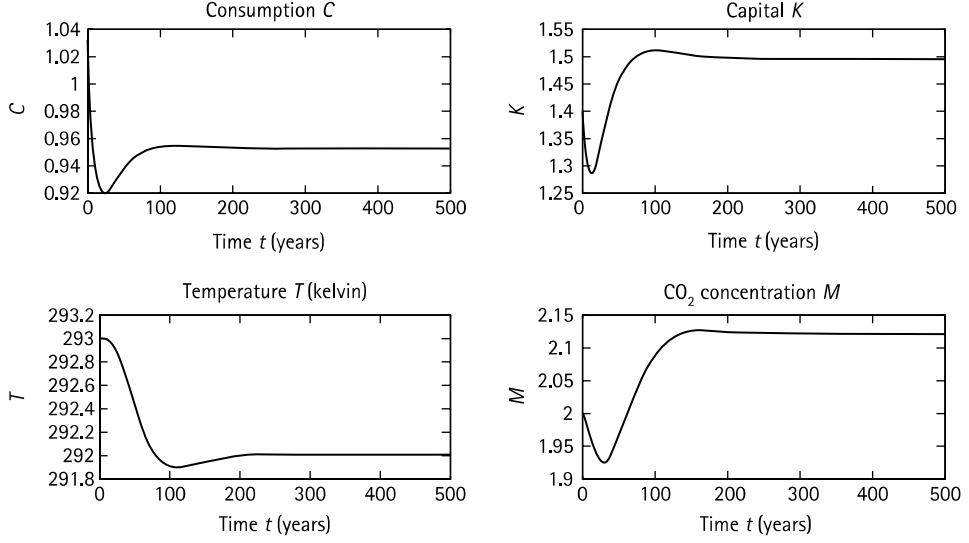 Consumption C
1.04
1.02
1
0.98
0.96
0.94
0.92
C
0 100 200 300 400 500
Time t (years)
Capital K
1.55
1.5
1.45
1.4
1.35
1.3
1.25
K
0 100 200 300 400 500
Time t (years)
Temperature T (kelvin)
293.2
293
292.8
292.6
292.4
292.2
292
291.8
T
0 100 200 300 400 500
Time t (years)
CO₂ concentration M
2.15
2.1
2.05
2
1.95
1.9
M
0 100 200 300 400 500
Time t (years)